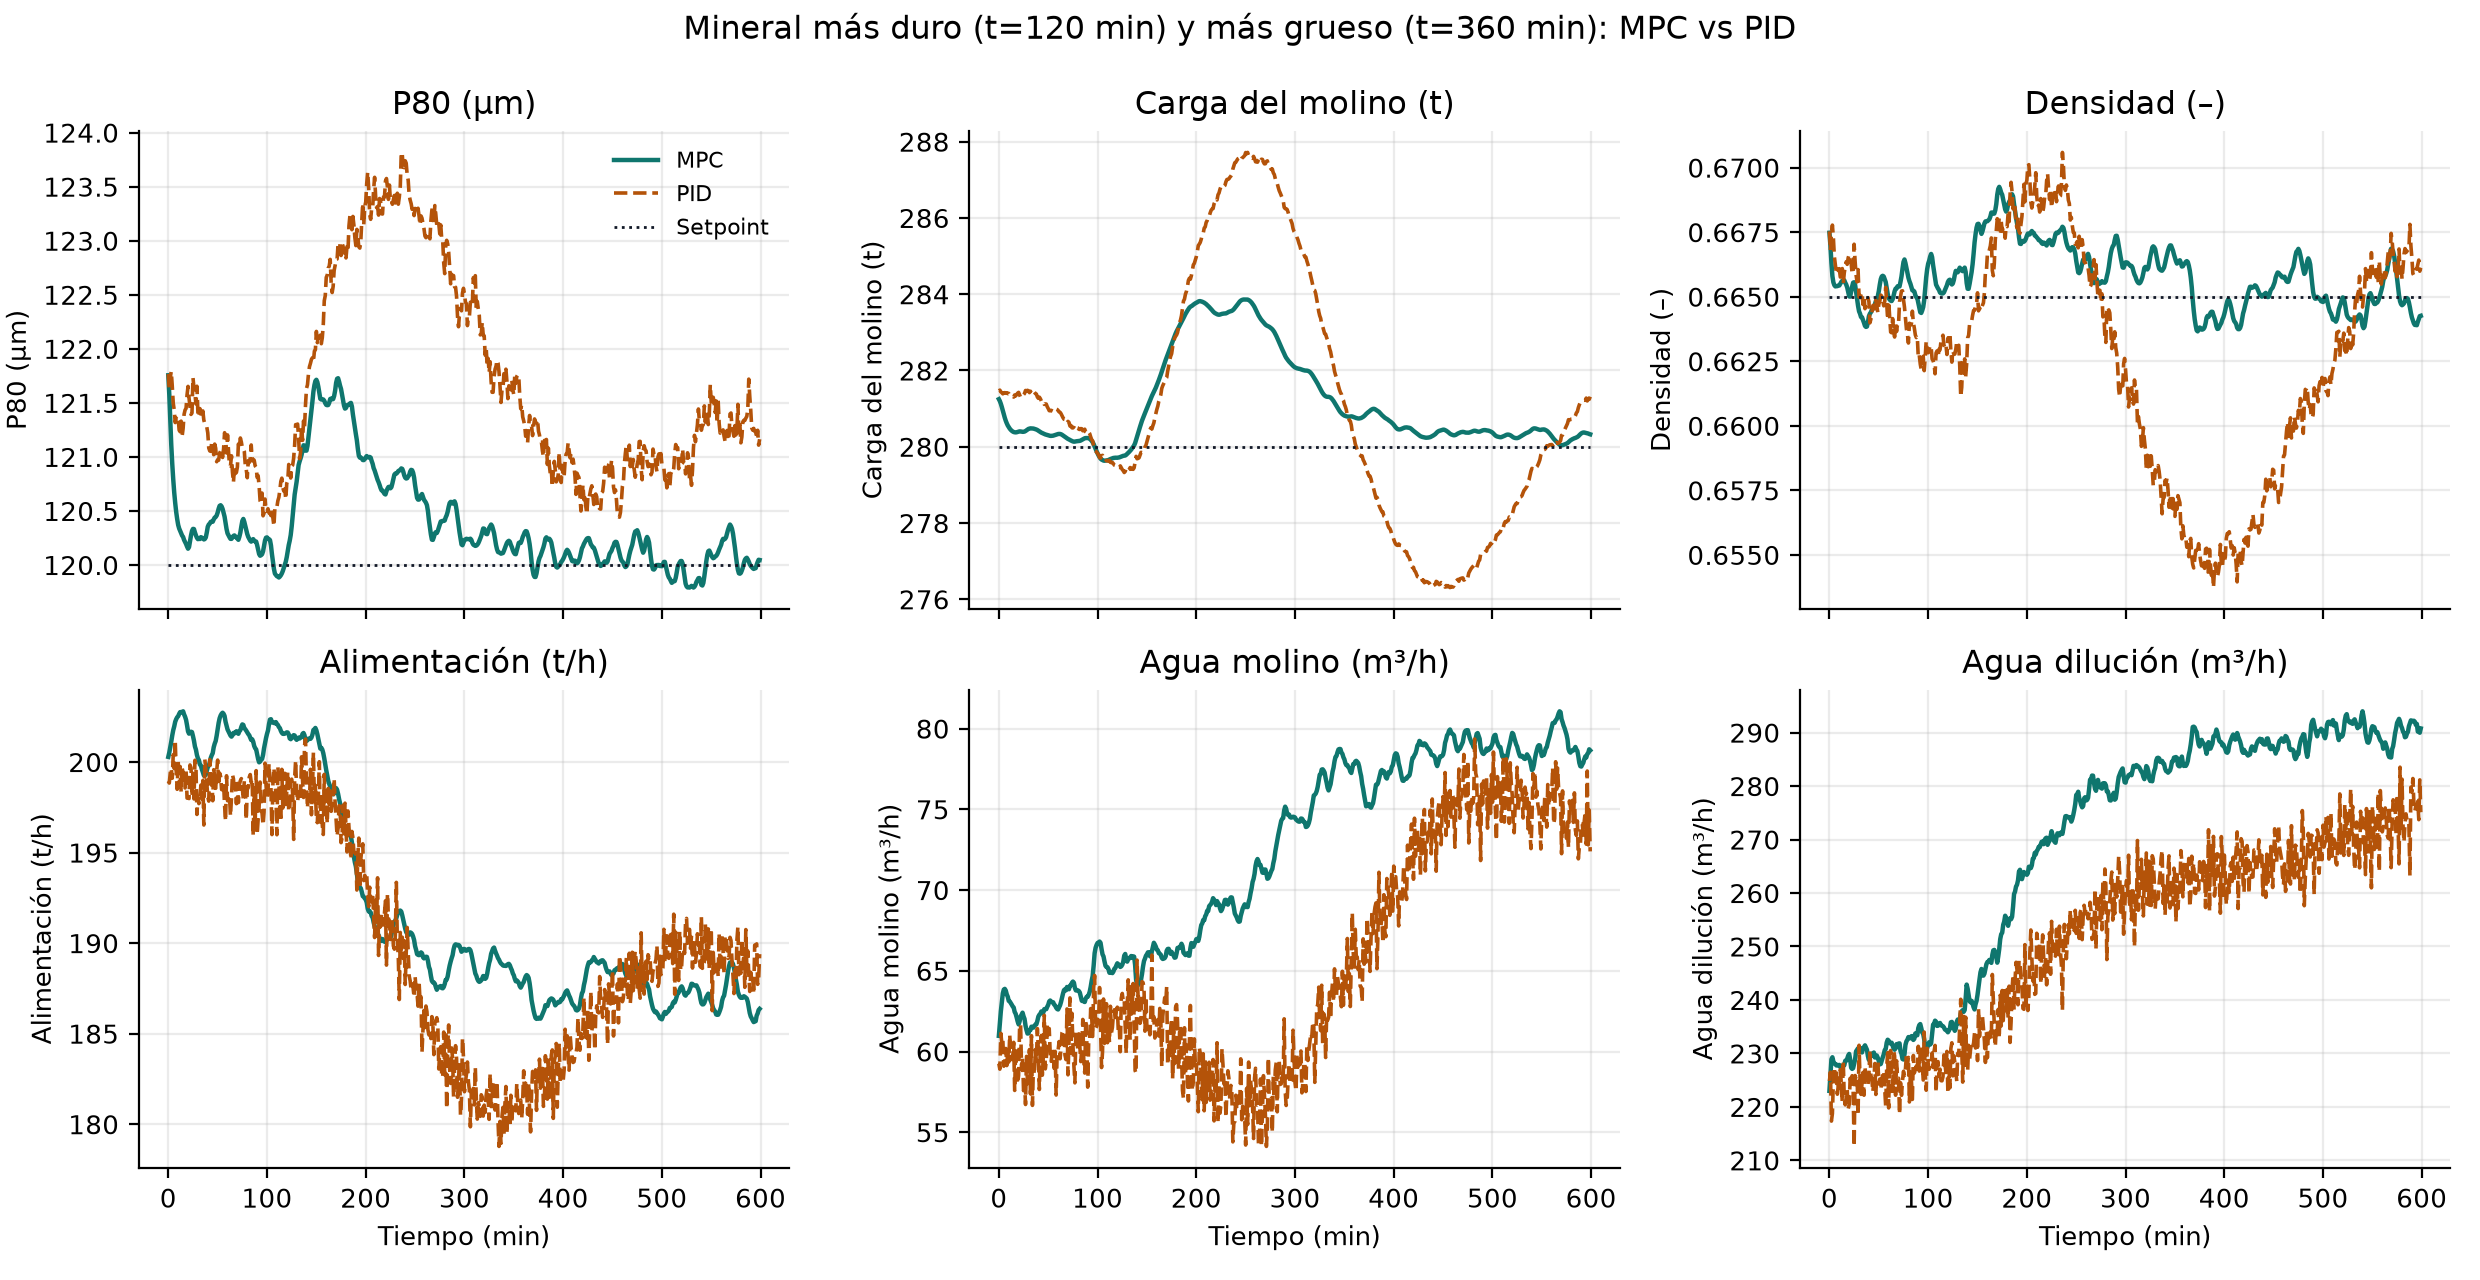 Mineral más duro (t=120 min) y más grueso (t=360 min): MPC vs PID
P80 (μm)
P80 (μm)
124.0
123.5
123.0
122.5
122.0
121.5
121.0
120.5
120.0
MPC
PID
Setpoint
Carga del molino (t)
Carga del molino (t)
288
286
284
282
280
278
276
Densidad (–)
Densidad (–)
0.6700
0.6675
0.6650
0.6625
0.6600
0.6575
0.6550
Alimentación (t/h)
Alimentación (t/h)
200
195
190
185
180
0 100 200 300 400 500 600
Tiempo (min)
Agua molino (m³/h)
Agua molino (m³/h)
80
75
70
65
60
55
0 100 200 300 400 500 600
Tiempo (min)
Agua dilución (m³/h)
Agua dilución (m³/h)
290
280
270
260
250
240
230
220
210
0 100 200 300 400 500 600
Tiempo (min)